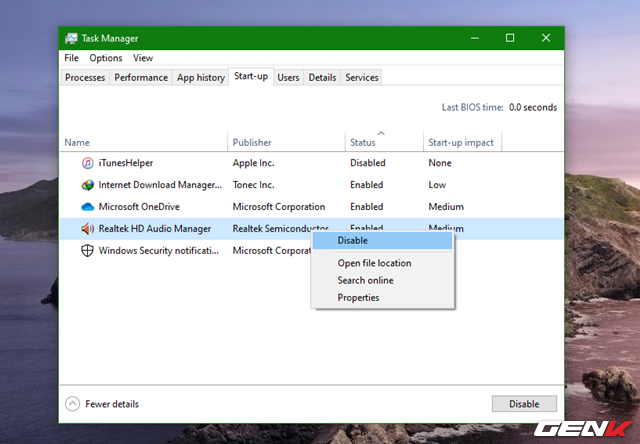 Task Manager
File Options View
Processes Performance App history Start-up Users Details Services
Last BIOS time: 0.0 seconds
Name Publisher Status Start-up impact
iTunesHelper Apple Inc. Disabled None
Internet Download Manager... Tonec Inc. Enabled Low
Microsoft OneDrive Microsoft Corporation Enabled Medium
Realtek HD Audio Manager Realtek Semiconductor Enabled Medium
Windows Security notificati... Microsoft Corporat
Disable
Open file location
Search online
Properties
Fewer details Disable
GENK